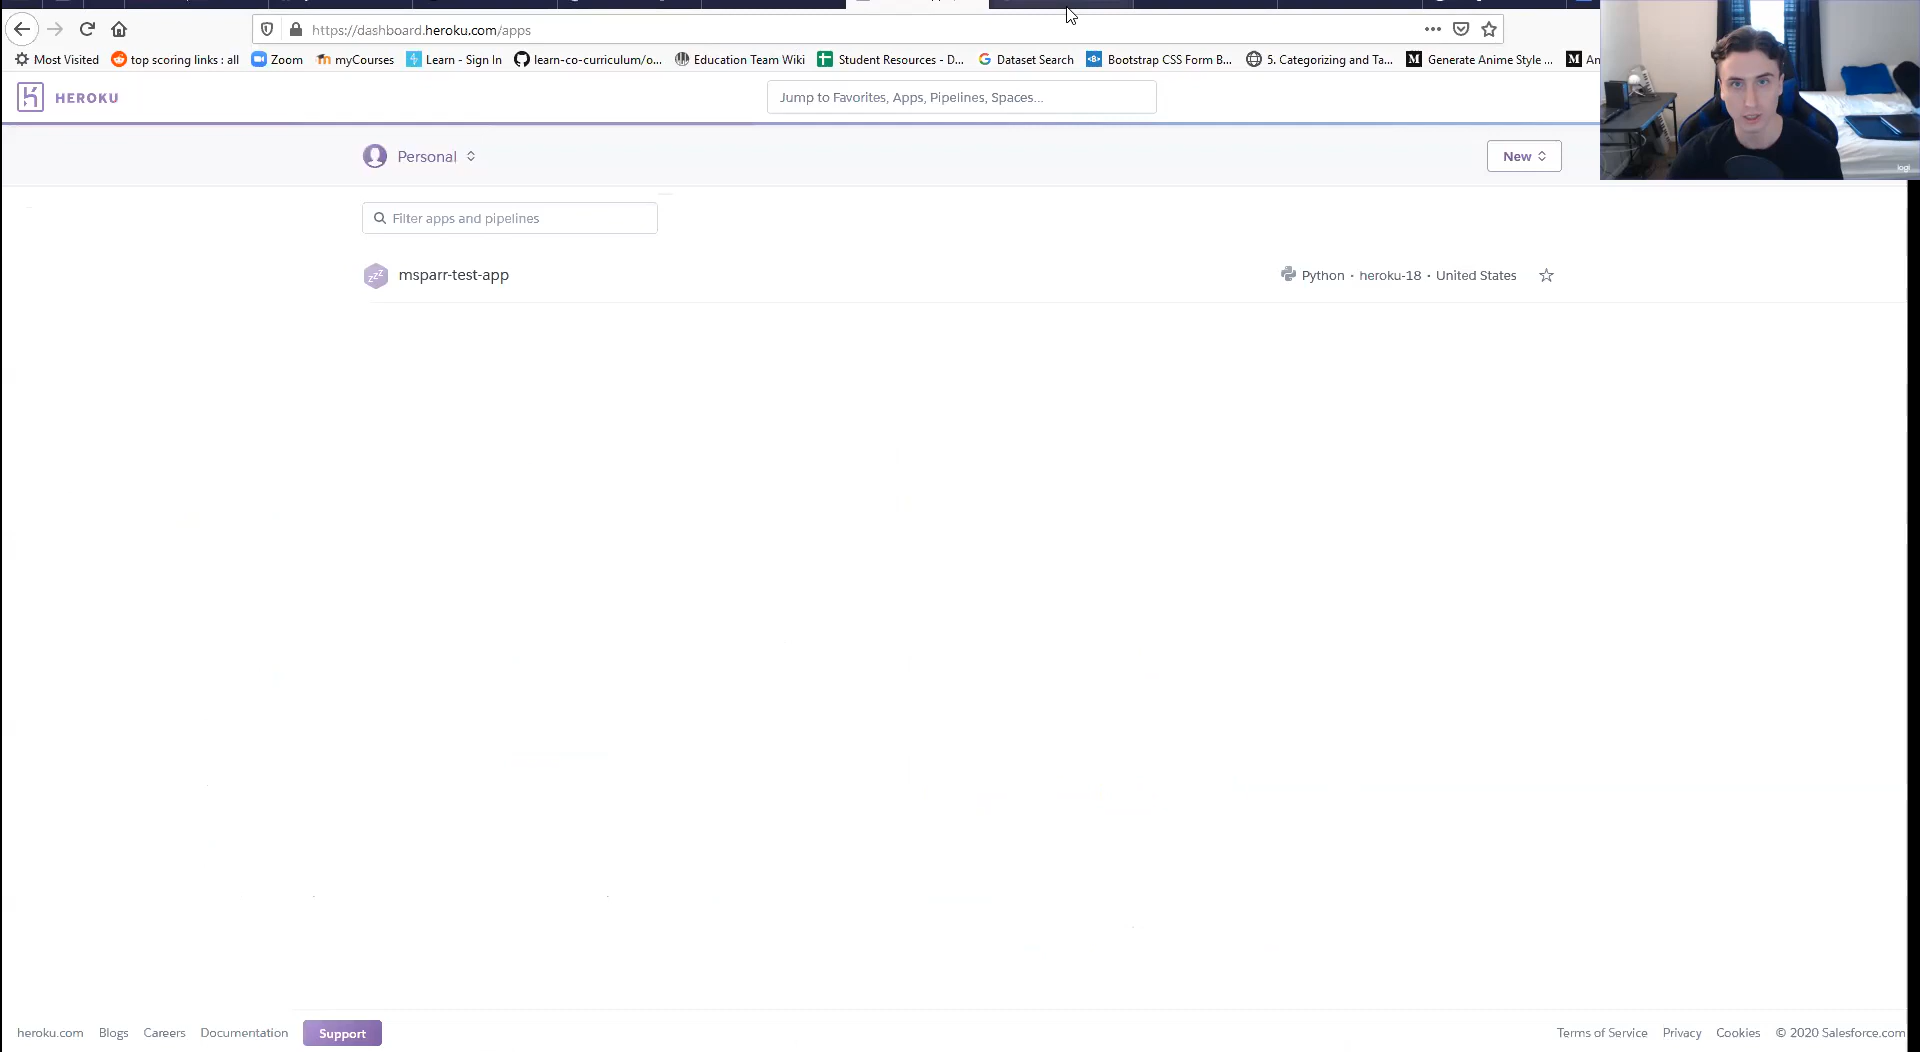 https://dashboard.heroku.com/apps
Most Visited top scoring links : all Zoom myCourses Learn - Sign In learn-co-curriculum/o... Education Team Wiki Student Resources - D... Dataset Search Bootstrap CSS Form B... 5. Categorizing and Ta... Generate Anime Style ... An
HEROKU
Jump to Favorites, Apps, Pipelines, Spaces...
Personal
New
logi
Filter apps and pipelines
zzz msparr-test-app Python • heroku-18 • United States
heroku.com Blogs Careers Documentation Support Terms of Service Privacy Cookies © 2020 Salesforce.com